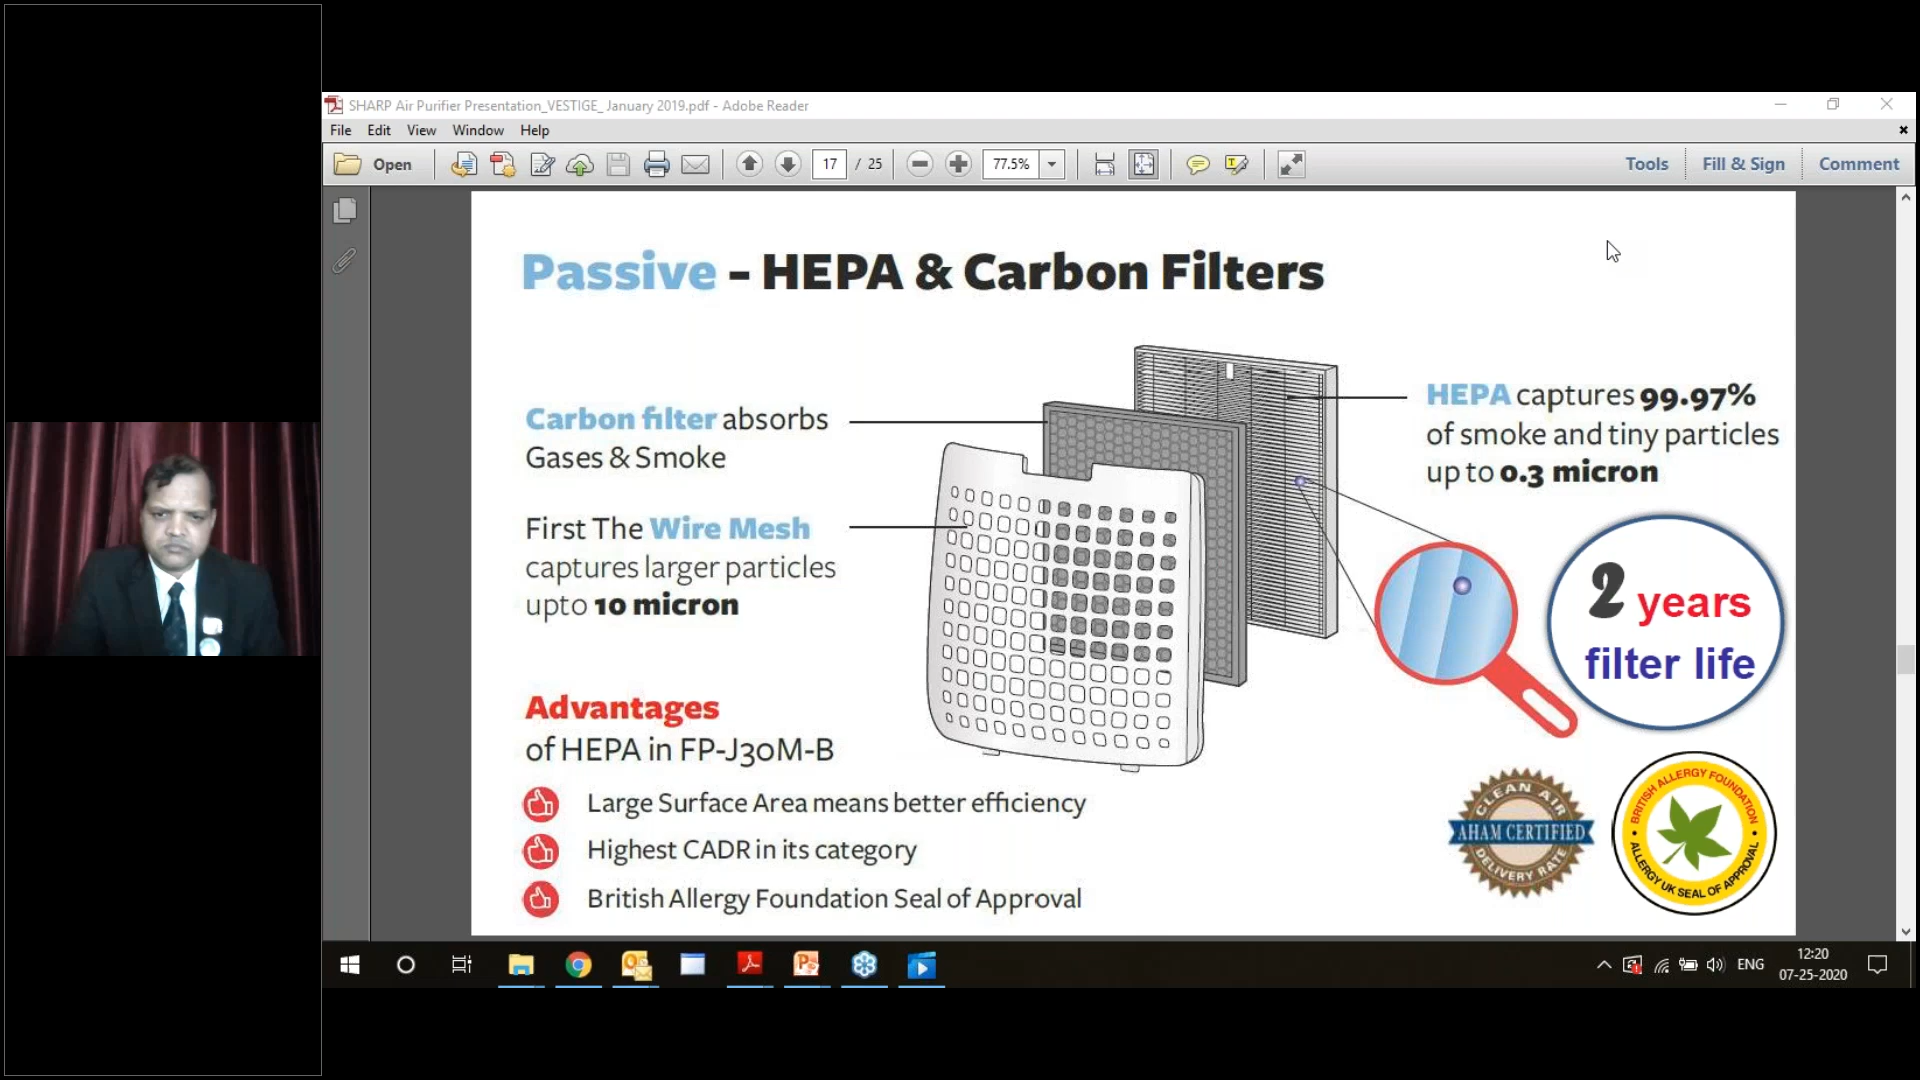 SHARP Air Purifier Presentation_VESTIGE_ January 2019.pdf - Adobe Reader
File Edit View Window Help
Open 17 / 25 77.5% Tools Fill & Sign Comment
Passive – HEPA & Carbon Filters
Carbon filter absorbs
Gases & Smoke
First The Wire Mesh
captures larger particles
upto 10 micron
HEPA captures 99.97%
of smoke and tiny particles
up to 0.3 micron
2 years
filter life
Advantages
of HEPA in FP-J30M-B
Large Surface Area means better efficiency
Highest CADR in its category
British Allergy Foundation Seal of Approval
CLEAN AIR
AHAM CERTIFIED
DELIVERY RATE
BRITISH ALLERGY FOUNDATION
ALLERGY UK SEAL OF APPROVAL
ENG
12:20
07-25-2020